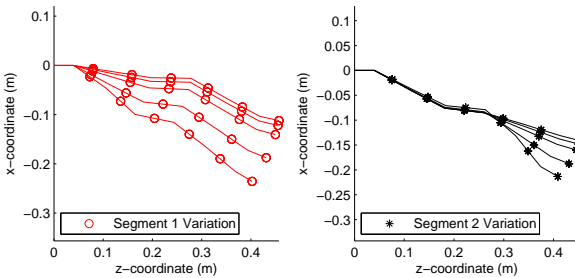 0.1
0
−0.1
−0.2
−0.3
x−coordinate (m)
0 0.1 0.2 0.3 0.4
z−coordinate (m)
Segment 1 Variation
0.1
0.05
0
−0.05
−0.1
−0.15
−0.2
−0.25
−0.3
x−coordinate (m)
0 0.1 0.2 0.3 0.4
z−coordinate (m)
Segment 2 Variation